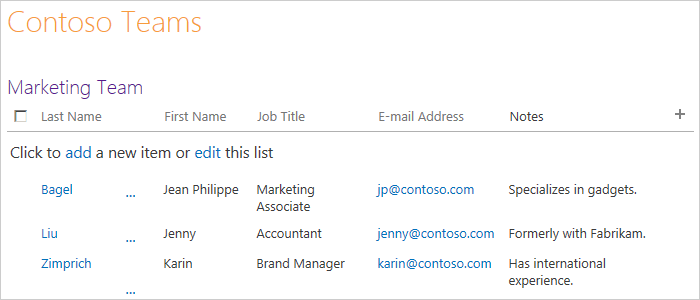 Contoso Teams
Marketing Team
Last Name First Name Job Title E-mail Address Notes +
Click to add a new item or edit this list
Bagel ... Jean Philippe Marketing Associate jp@contoso.com Specializes in gadgets.
Liu ... Jenny Accountant jenny@contoso.com Formerly with Fabrikam.
Zimprich ... Karin Brand Manager karin@contoso.com Has international experience.